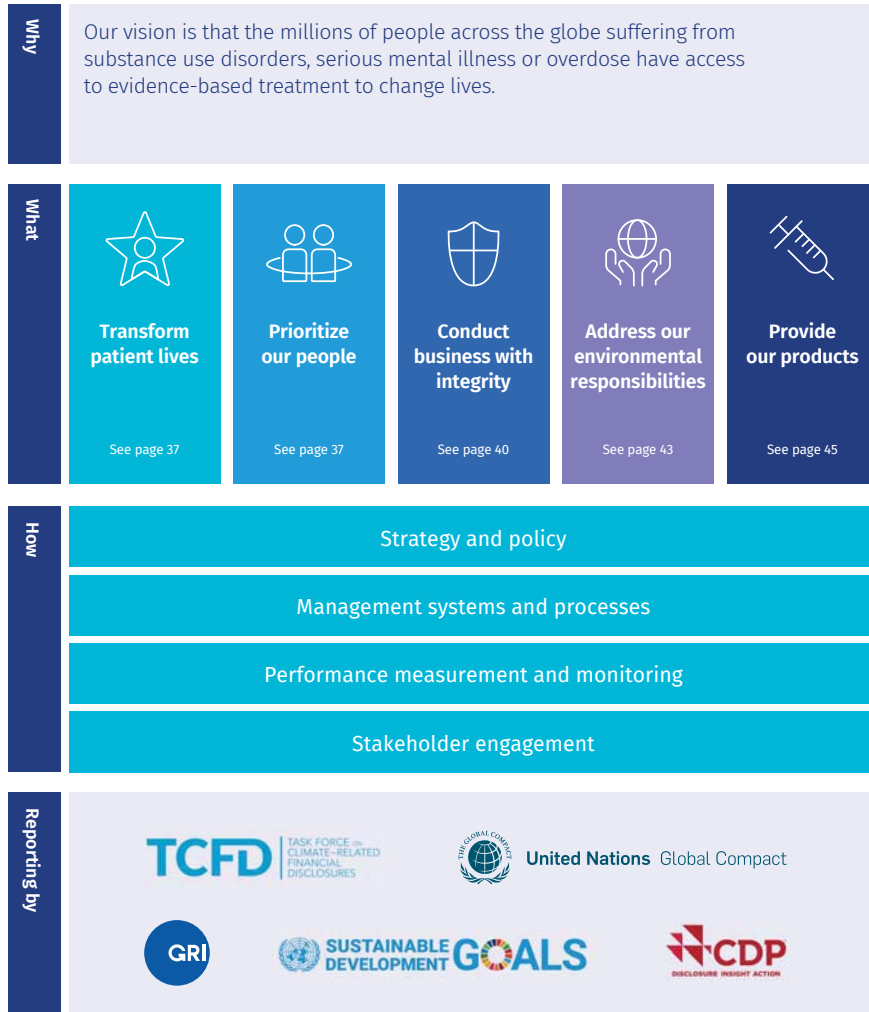 Why
Our vision is that the millions of people across the globe suffering from
substance use disorders, serious mental illness or overdose have access
to evidence-based treatment to change lives.
What
Transform
patient lives
See page 37
Prioritize
our people
See page 37
Conduct
business with
integrity
See page 40
Address our
environmental
responsibilities
See page 43
Provide
our products
See page 45
How
Strategy and policy
Management systems and processes
Performance measurement and monitoring
Stakeholder engagement
Reporting by
TCFD
TASK FORCE ON
CLIMATE-RELATED
FINANCIAL
DISCLOSURES
THE GLOBAL COMPACT
United Nations Global Compact
GRI
SUSTAINABLE
DEVELOPMENT
GOALS
CDP
DISCLOSURE INSIGHT ACTION